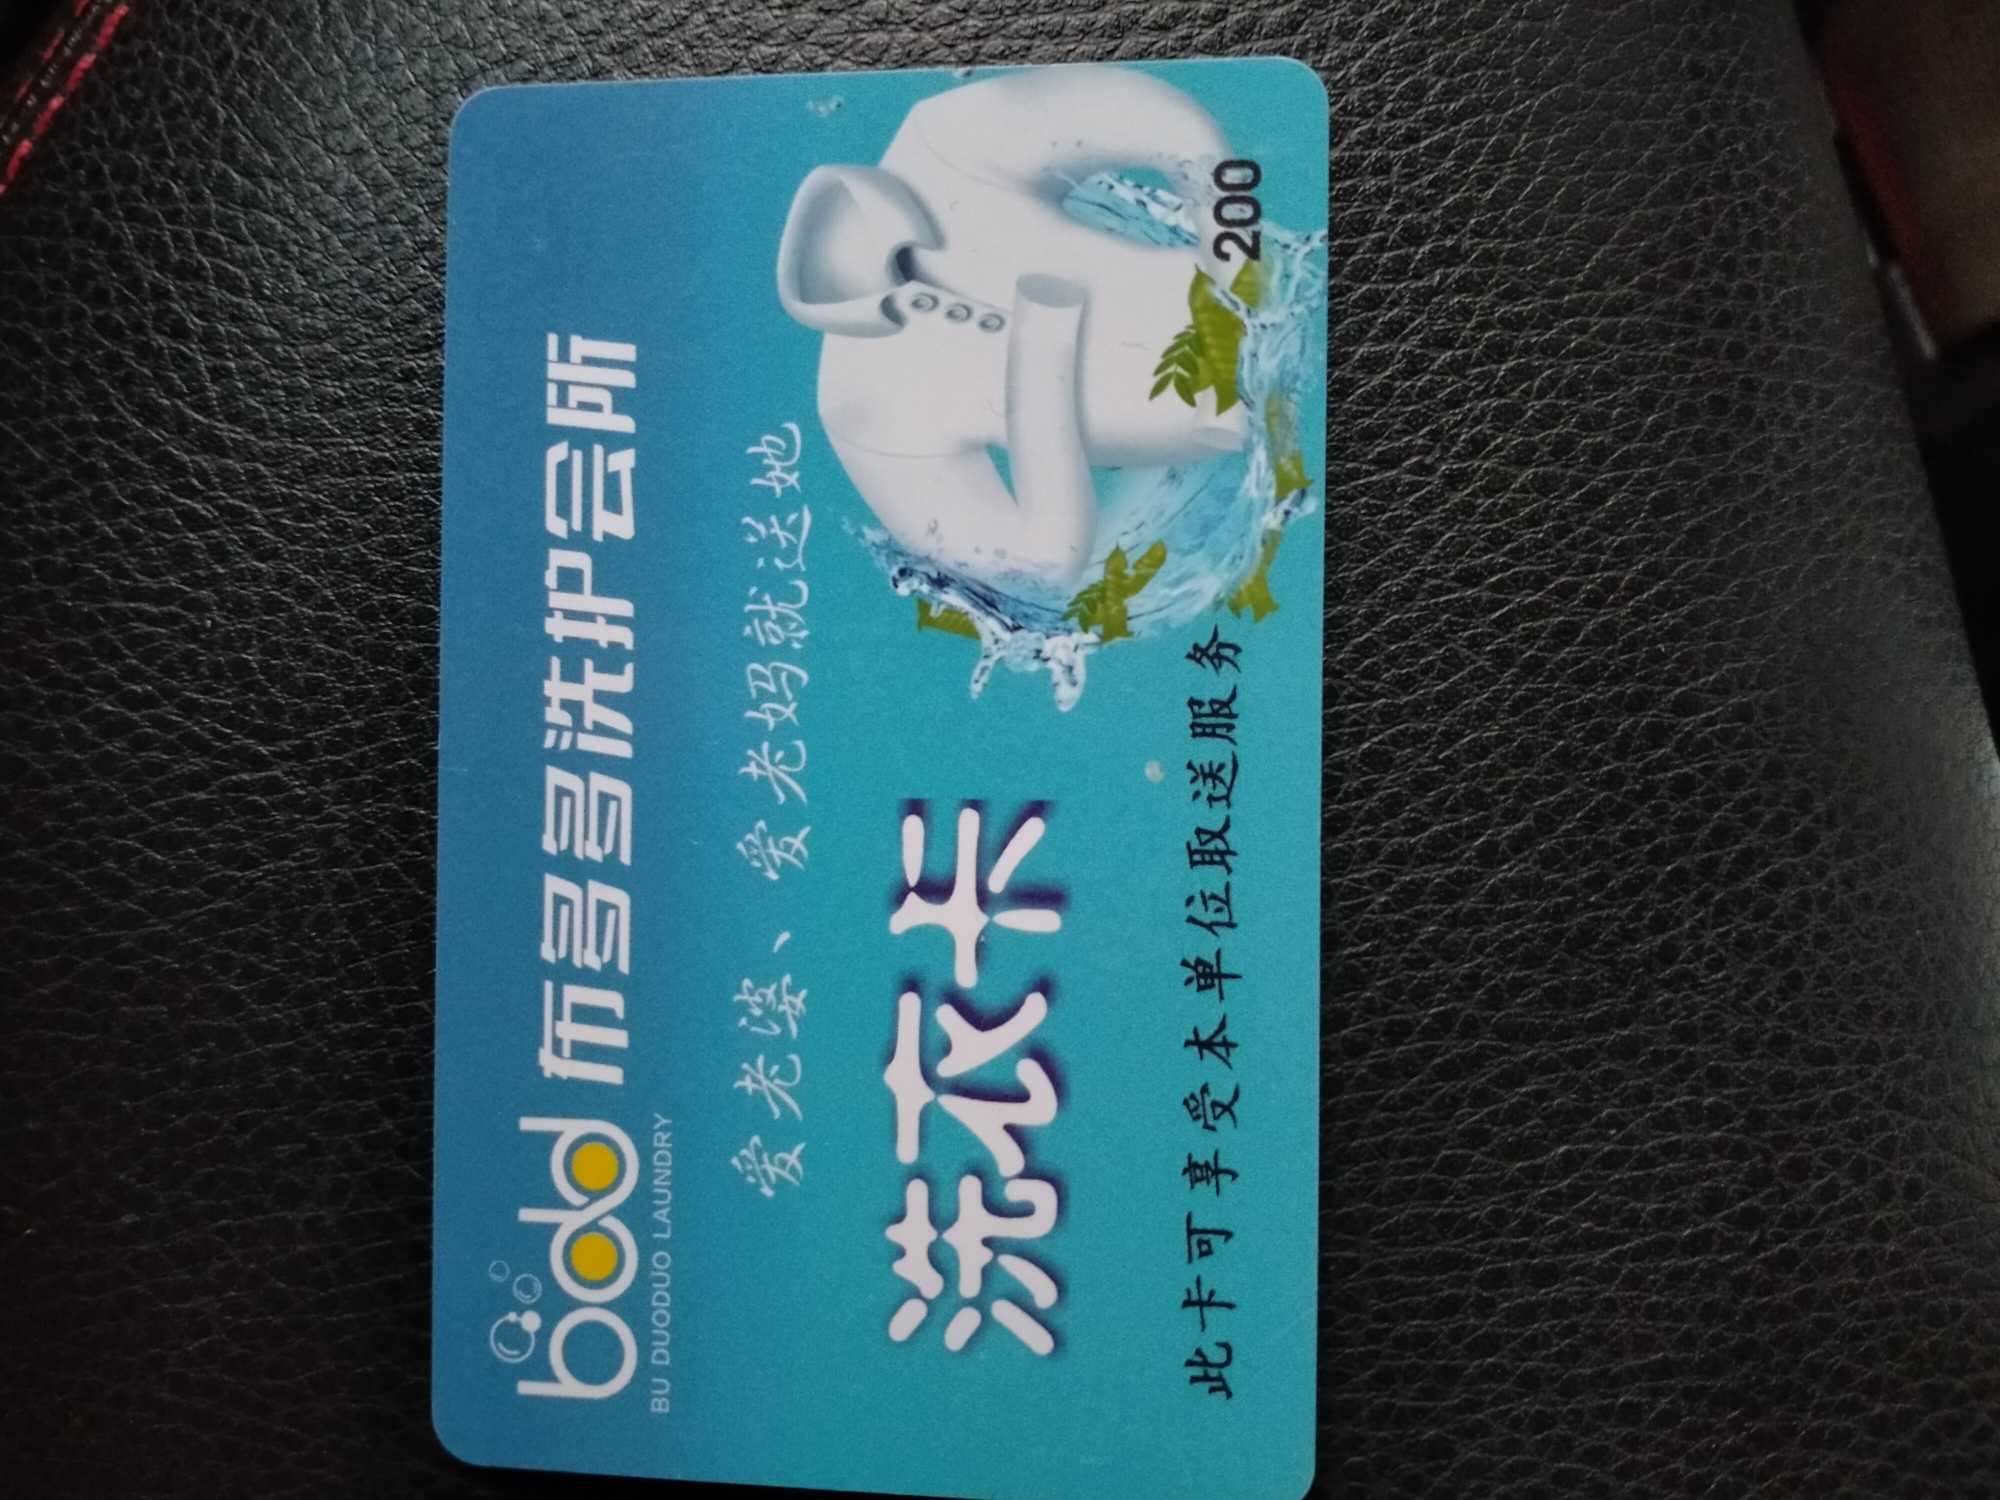 bdd 布多多洗护会所
BU DUODUO LAUNDRY
爱老婆、爱老妈就送她
洗衣卡
此卡可享受本单位取送服务
200